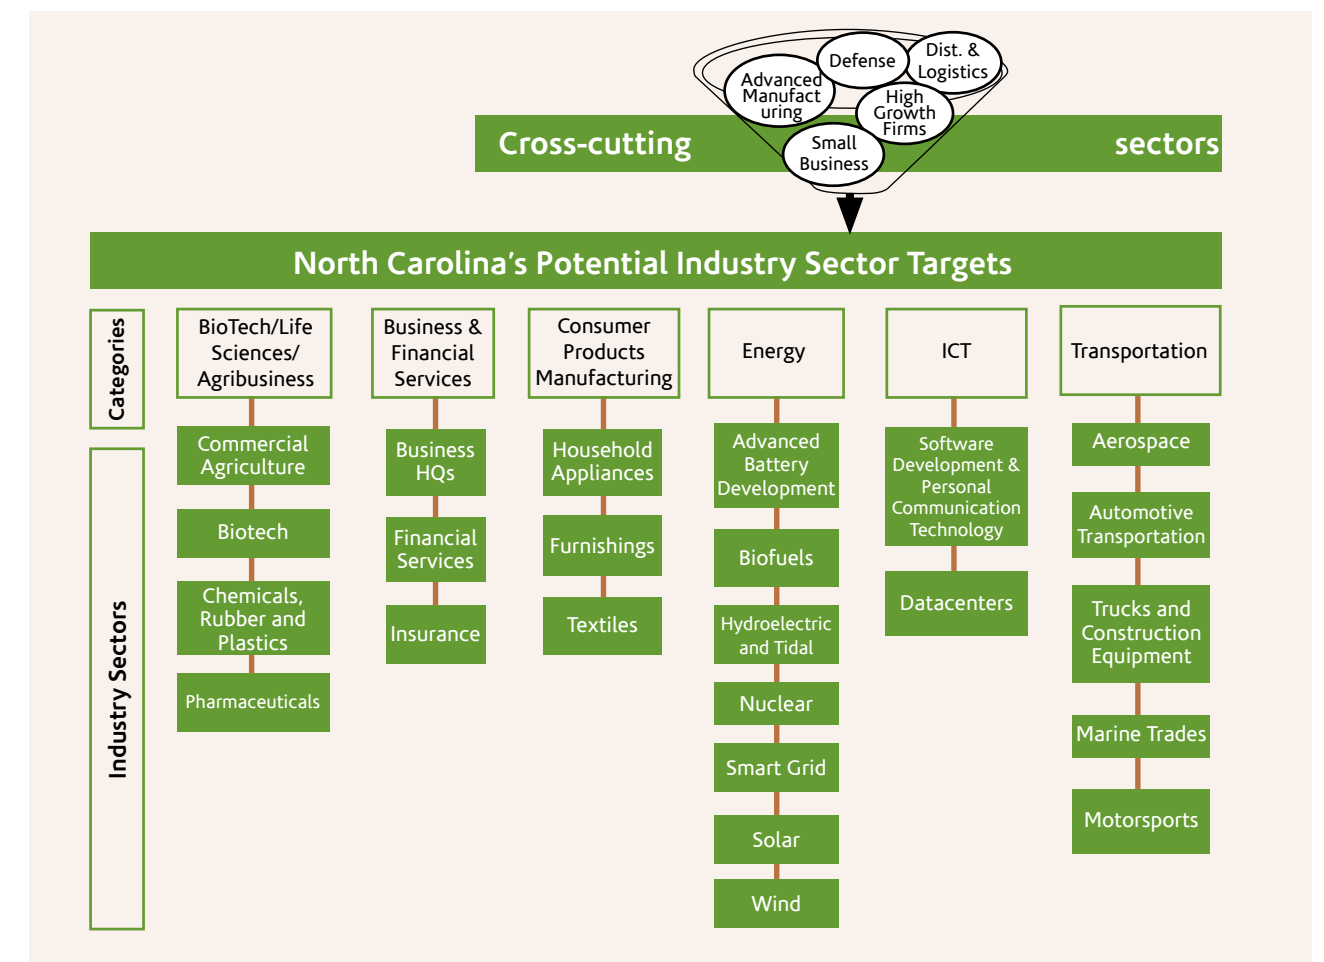 Defense
Dist. &
Logistics
Advanced
Manufact
uring
High
Growth
Firms
Small
Business
Cross-cutting sectors
North Carolina's Potential Industry Sector Targets
Categories
BioTech/Life
Sciences/
Agribusiness
Business &
Financial
Services
Consumer
Products
Manufacturing
Energy
ICT
Transportation
Industry Sectors
Commercial
Agriculture
Biotech
Chemicals,
Rubber and
Plastics
Pharmaceuticals
Business
HQs
Financial
Services
Insurance
Household
Appliances
Furnishings
Textiles
Advanced
Battery
Development
Biofuels
Hydroelectric
and Tidal
Nuclear
Smart Grid
Solar
Wind
Software
Development &
Personal
Communication
Technology
Datacenters
Aerospace
Automotive
Transportation
Trucks and
Construction
Equipment
Marine Trades
Motorsports